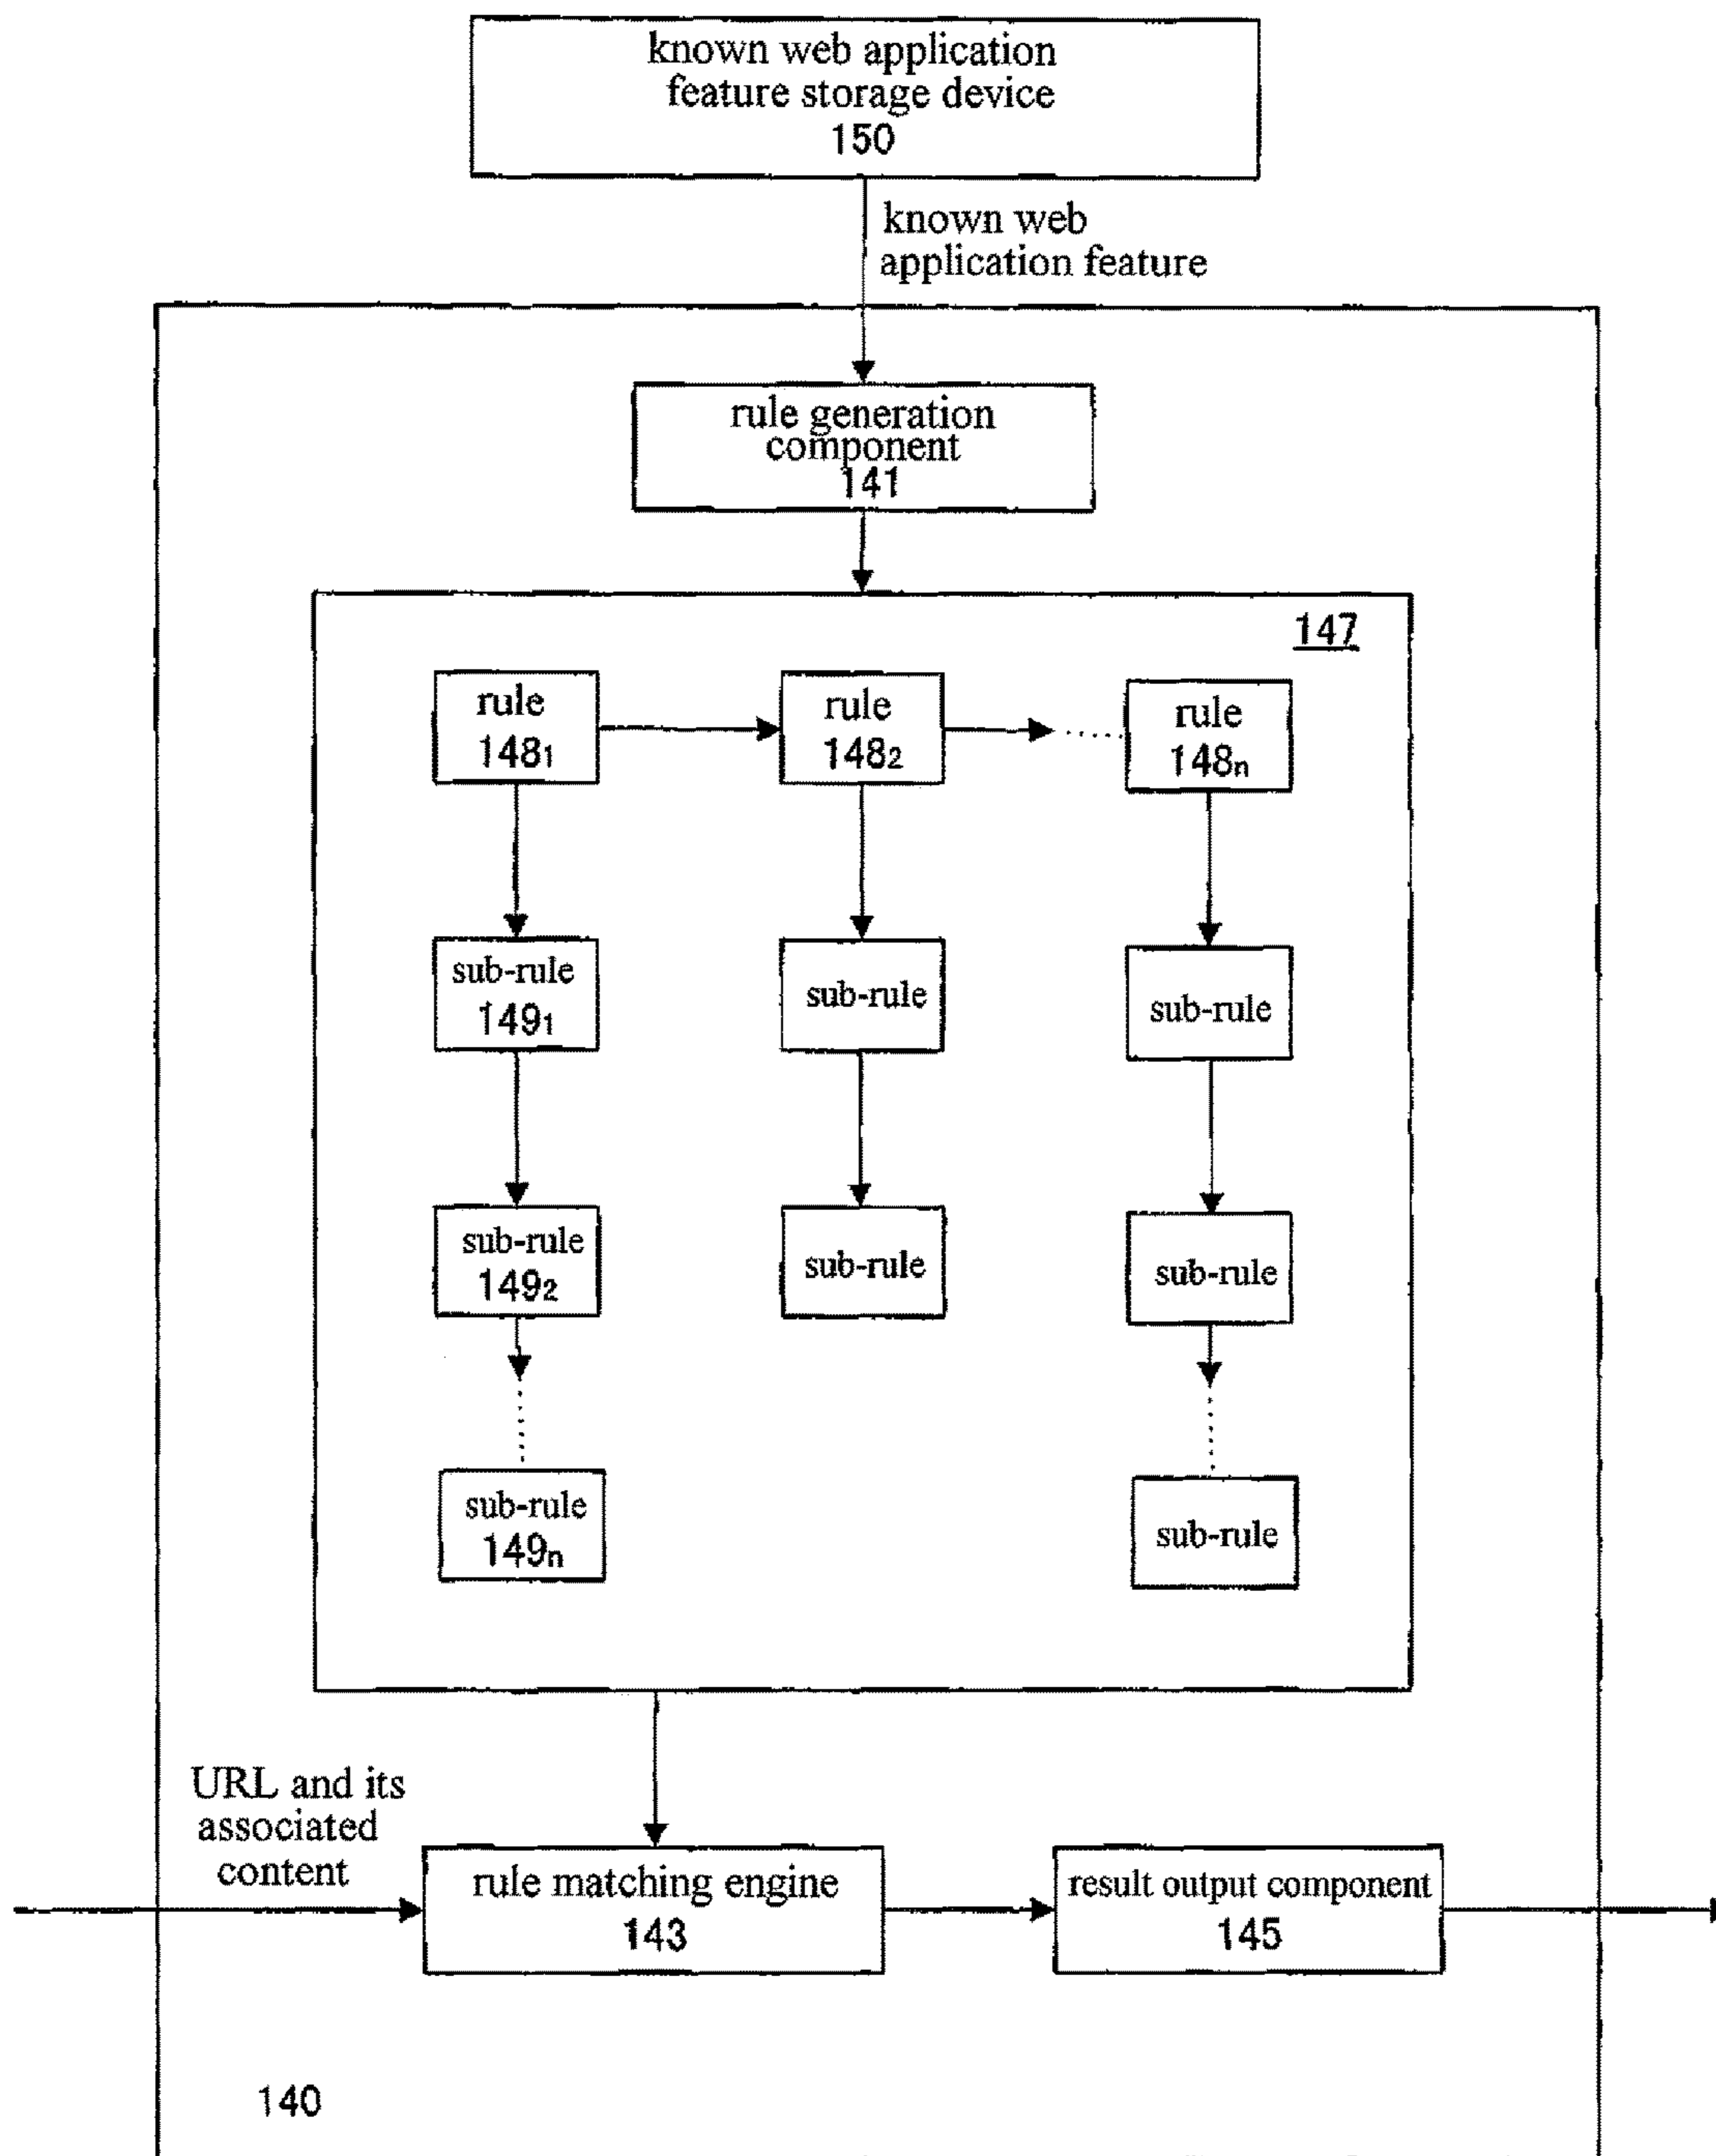 known web application
feature storage device
150
known web
application feature
rule generation
component
141
147
rule
148₁
rule
148₂
rule
148ₙ
sub-rule
149₁
sub-rule
sub-rule
sub-rule
149₂
sub-rule
sub-rule
sub-rule
149ₙ
sub-rule
URL and its
associated
content
rule matching engine
143
result output component
145
140